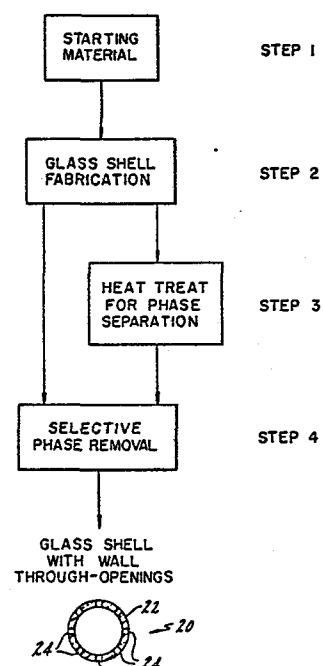 STARTING
MATERIAL
STEP 1
GLASS SHELL
FABRICATION
STEP 2
HEAT TREAT
FOR PHASE
SEPARATION
STEP 3
SELECTIVE
PHASE REMOVAL
STEP 4
GLASS SHELL
WITH WALL
THROUGH-OPENINGS
22
20
24
24